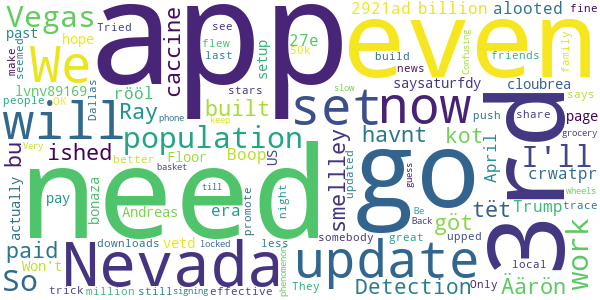 Vegas
We
app
even
2921ad
billion
alooted
fine
past
Tried
caccine
flew
see
last
27e
50k
setup
stars
hope
make
seemed
lvnv89169
people
OK
Dallas
rööl
Ray
built
set
now
build
news
Confusing
friends
family
saysaturfdy
cloubrea
says
page
share
push
grocery
will
population
smellley
havnt
kot
April
I'll
3rd
bu
ished
Floor
Boop
US
phone
slow
keep
updated
guess
crwatpr
Very
better
basket
need
go
gôt
tët
Trump
trace
wheels
actually
pay
bonaza
Andreas
era
promote
night
till
somebody
They
great
Be
Back
upped
Äärön
work
paid
So
downloads
vetd
locked
less
update
Detection
Only
local
Won't
trick
million
still
signing
effective
phenomenon
Nevada